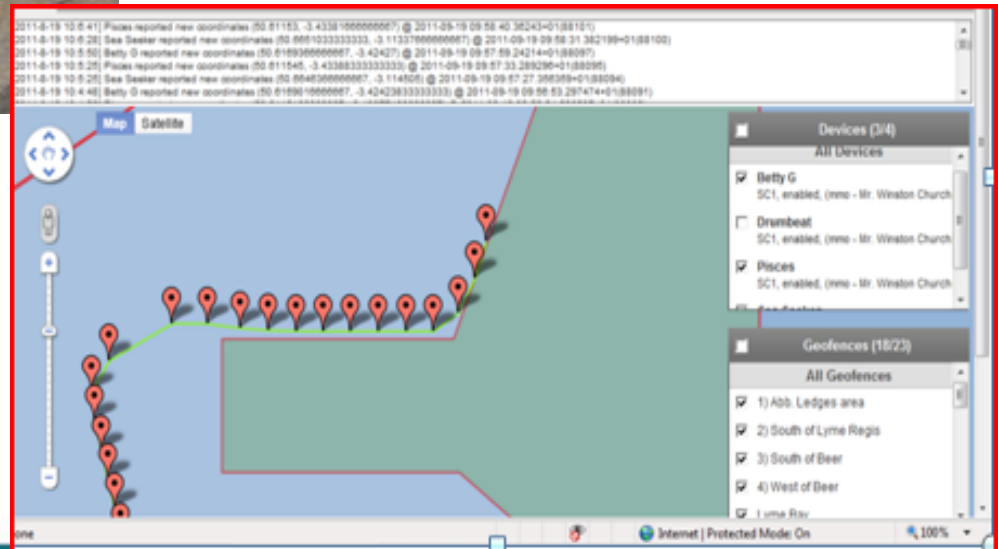 2011-8-19 10:6:41] Pisces reported new coordinates (50.61153, -3.43381666666667) @ 2011-09-19 09:58:40.36243+01(88101)
2011-8-19 10:6:28] Sea Seeker reported new coordinates (50.6651033333333, -3.11337666666667) @ 2011-09-19 09:58:31.382199+01(88100)
2011-8-19 10:5:50] Betty G reported new coordinates (50.6169366666667, -3.42427) @ 2011-09-19 09:57:59.24214+01(88097)
2011-8-19 10:5:25] Pisces reported new coordinates (50.611545, -3.43388333333333) @ 2011-09-19 09:57:33.289296+01(88095)
2011-8-19 10:5:25] Sea Seeker reported new coordinates (50.6646366666667, -3.114505) @ 2011-09-19 09:57:27.366369+01(88094)
2011-8-19 10:4:48] Betty G reported new coordinates (50.6169016666667, -3.42423833333333) @ 2011-09-19 09:56:53.297474+01(88091)
Map Satellite
Devices (3/4)
All Devices
Betty G
SC1, enabled, (mmo - Mr. Winston Church
Drumbeat
SC1, enabled, (mmo - Mr. Winston Church
Pisces
SC1, enabled, (mmo - Mr. Winston Church
Geofences (18/23)
All Geofences
1) Abb. Ledges area
2) South of Lyme Regis
3) South of Beer
4) West of Beer
Lyme Bay
one
Internet | Protected Mode: On
100%